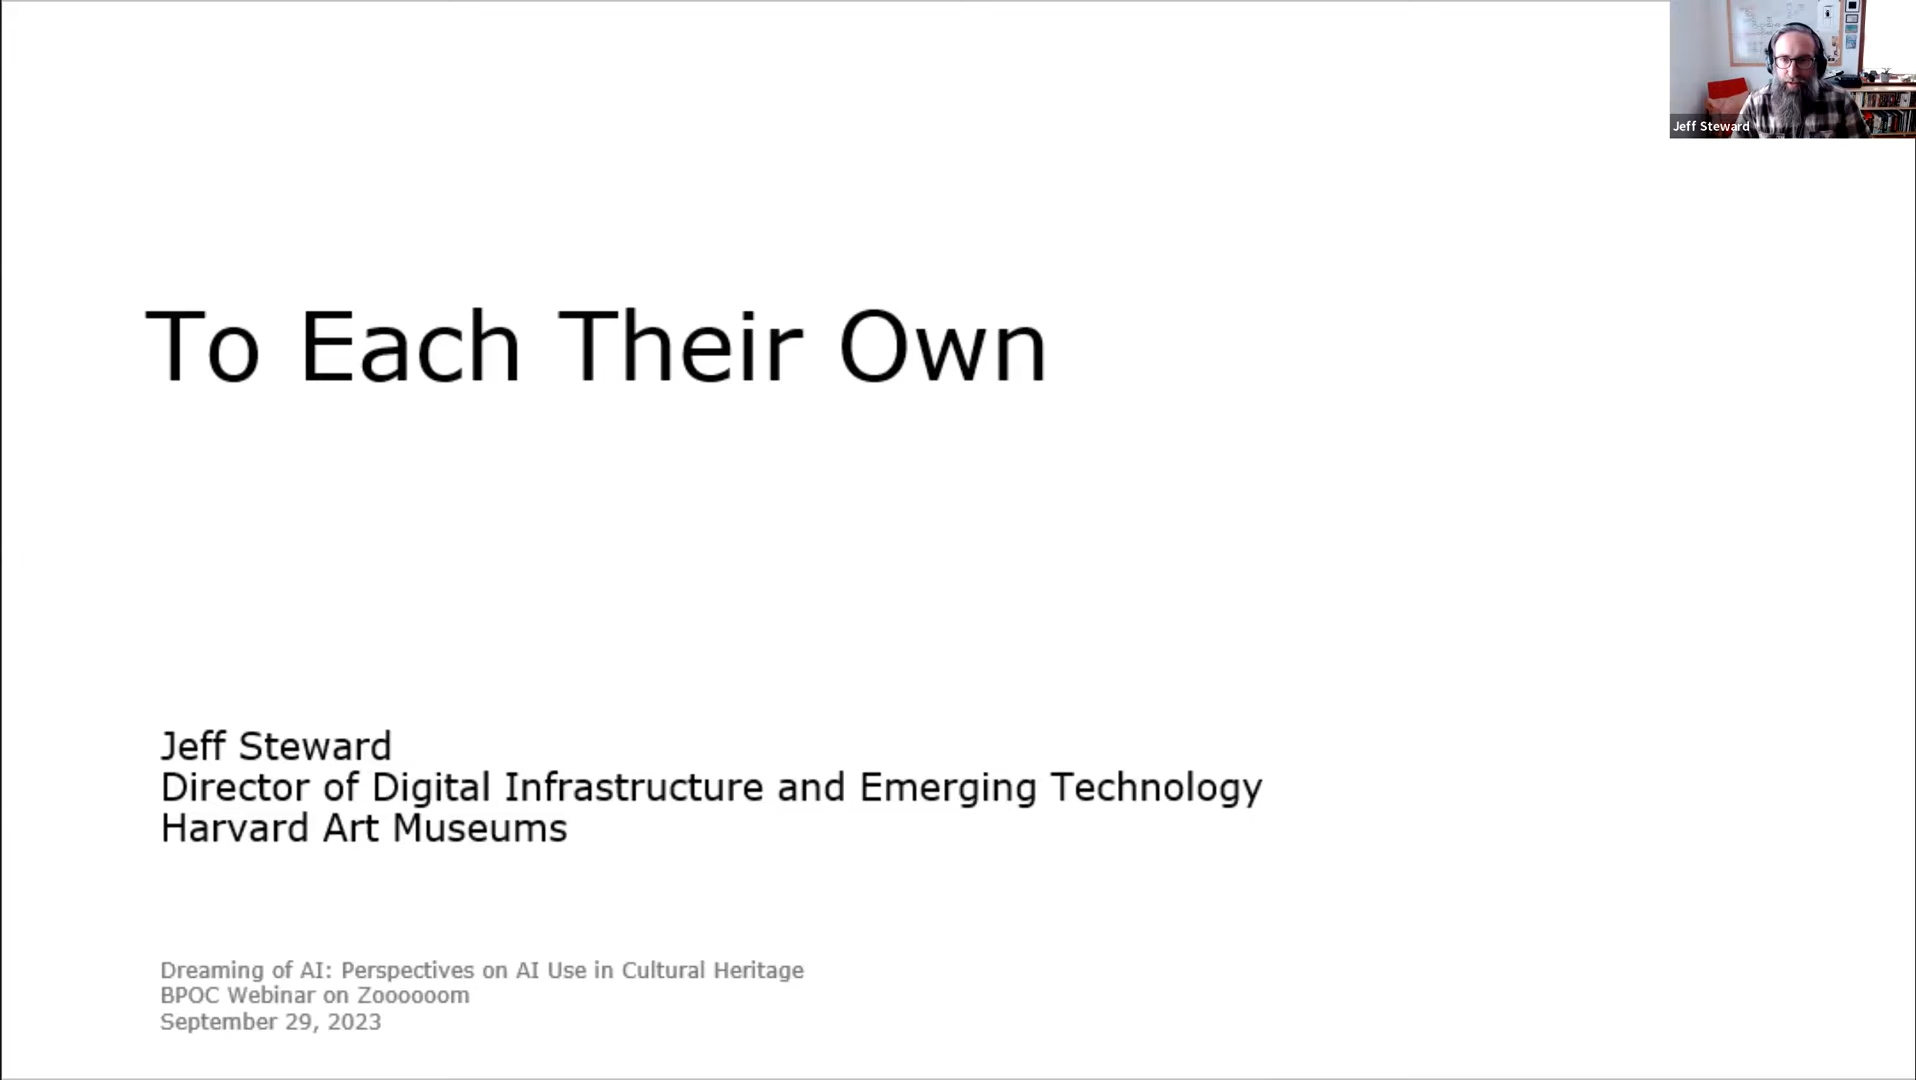 Jeff Steward
To Each Their Own
Jeff Steward
Director of Digital Infrastructure and Emerging Technology
Harvard Art Museums
Dreaming of AI: Perspectives on AI Use in Cultural Heritage
BPOC Webinar on Zoooooom
September 29, 2023